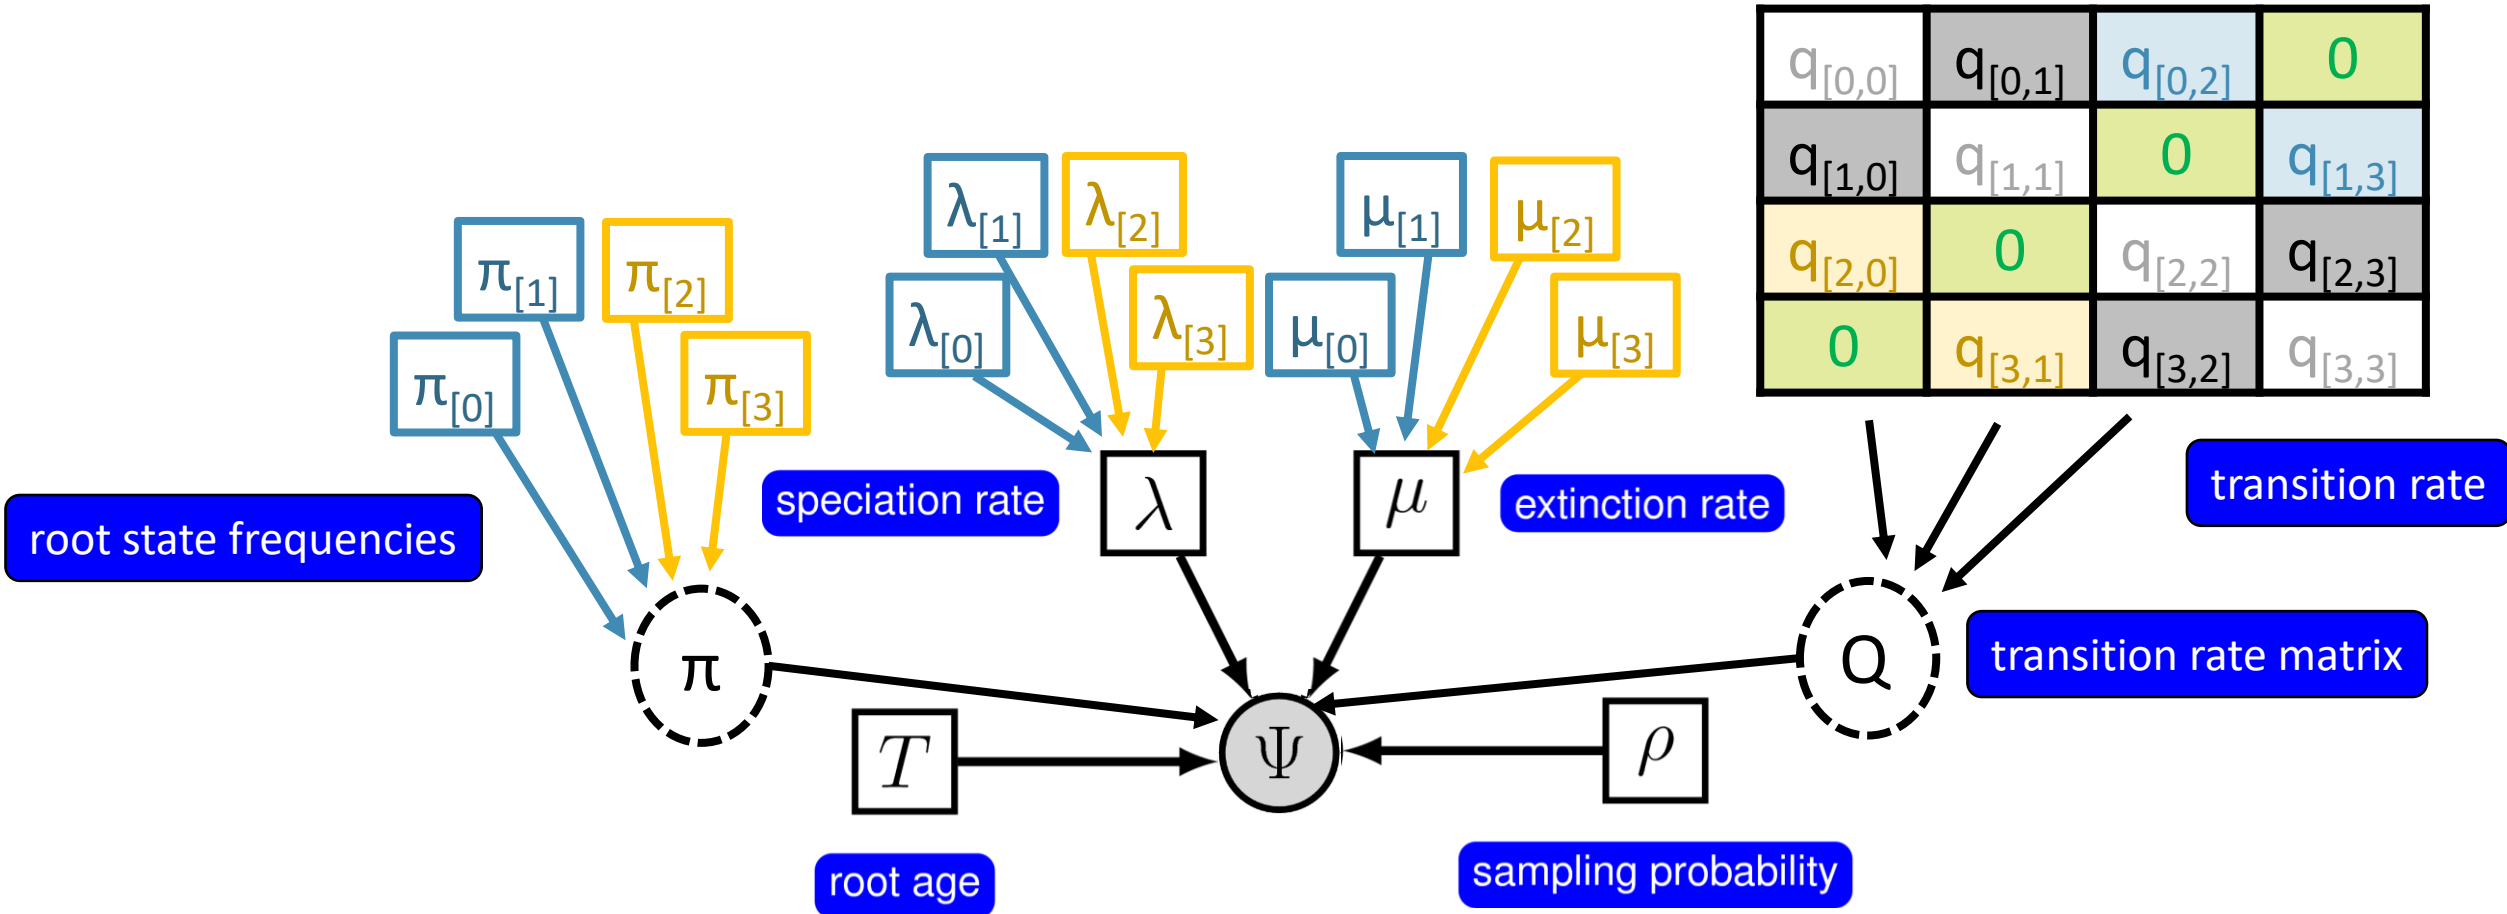 q[0,0] q[0,1] q[0,2] 0
q[1,0] q[1,1] 0 q[1,3]
q[2,0] 0 q[2,2] q[2,3]
0 q[3,1] q[3,2] q[3,3]
λ[1] λ[2] μ[1] μ[2]
π[1] π[2] λ[0] λ[3] μ[0] μ[3]
π[0] π[3]
speciation rate λ μ extinction rate transition rate
root state frequencies
π Q transition rate matrix
T Ψ ρ
root age sampling probability